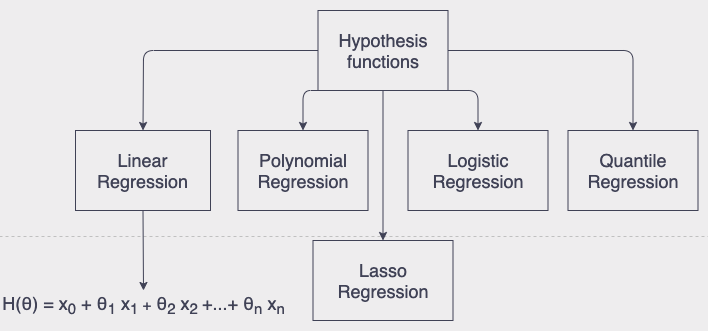 Hypothesis
functions
Linear
Regression
Polynomial
Regression
Logistic
Regression
Quantile
Regression
Lasso
Regression
H(θ) = x₀ + θ₁ x₁ + θ₂ x₂ +...+ θₙ xₙ